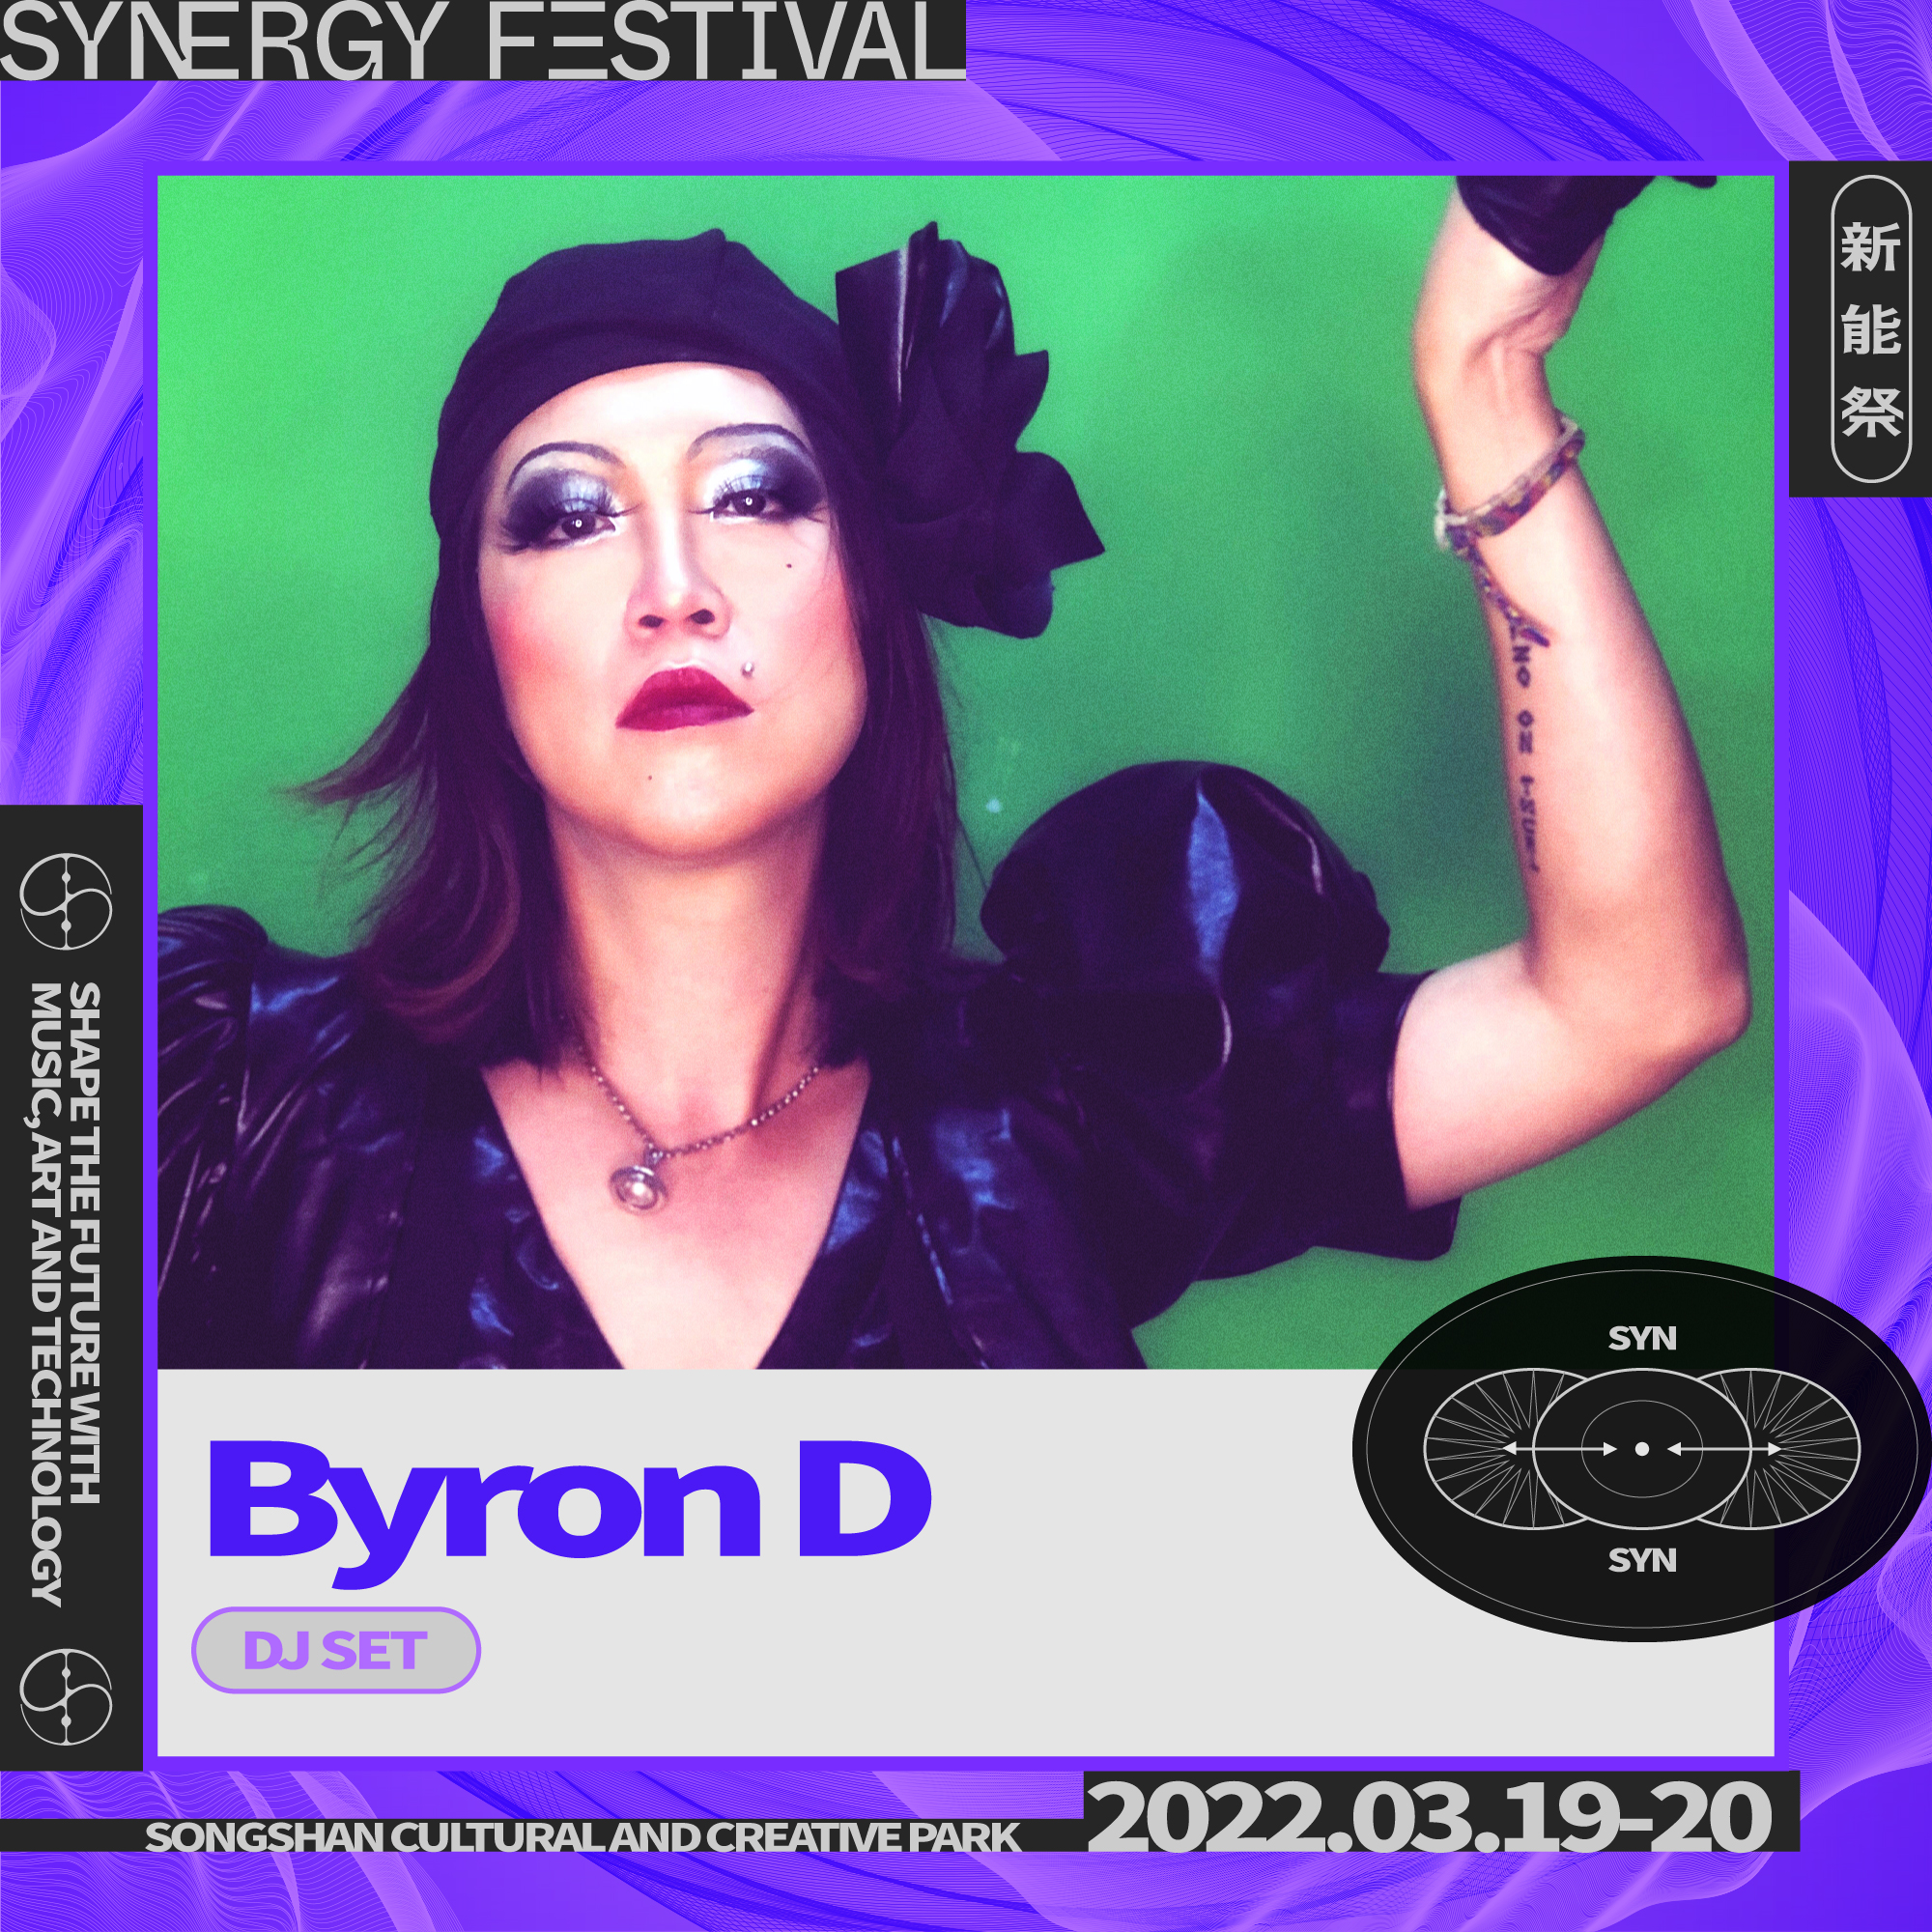 SYNERGY FESTIVAL
新能祭
SHAPE THE FUTURE WITH
MUSIC, ART AND TECHNOLOGY
SYN
SYN
Byron D
DJ SET
SONGSHAN CULTURAL AND CREATIVE PARK
2022.03.19-20